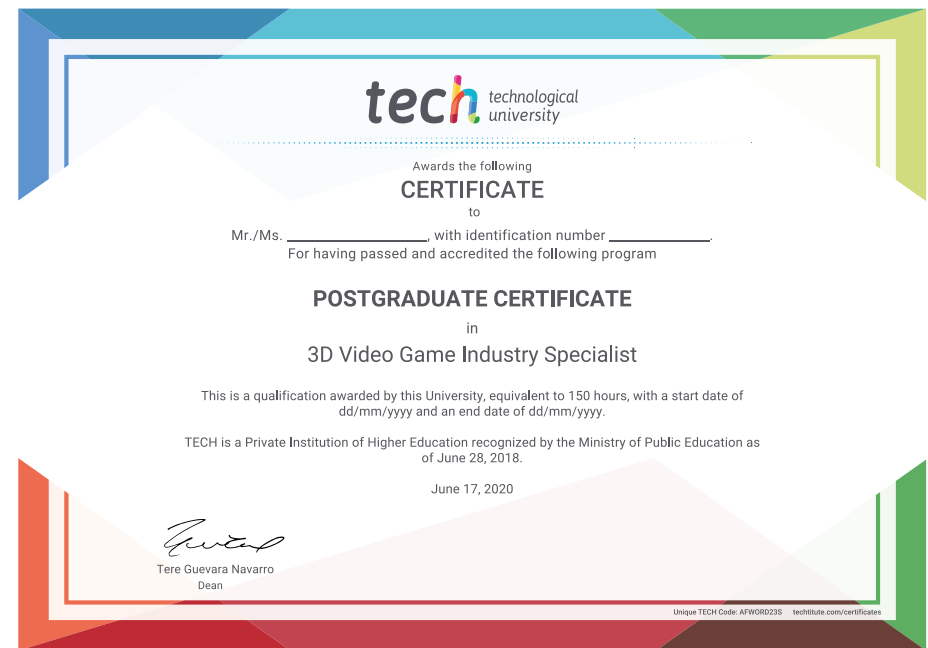 tech technological
university
Awards the following
CERTIFICATE
to
Mr./Ms. ____________________, with identification number ______________.
For having passed and accredited the following program
POSTGRADUATE CERTIFICATE
in
3D Video Game Industry Specialist
This is a qualification awarded by this University, equivalent to 150 hours, with a start date of
dd/mm/yyyy and an end date of dd/mm/yyyy.
TECH is a Private Institution of Higher Education recognized by the Ministry of Public Education as
of June 28, 2018.
June 17, 2020
Tere Guevara Navarro
Dean
Unique TECH Code: AFWORD23S techtitute.com/certificates